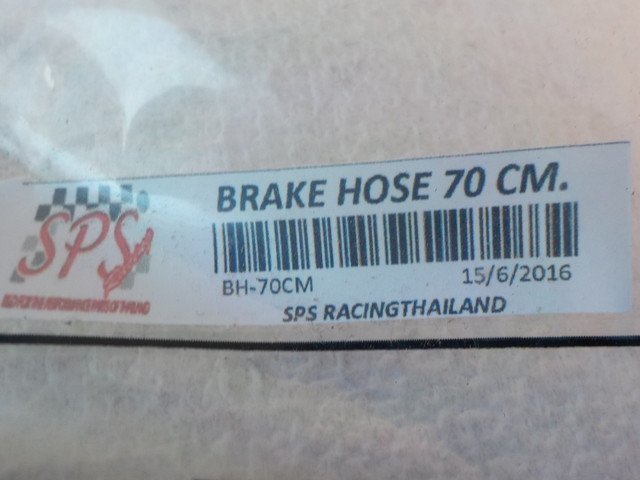 BRAKE HOSE 70 CM.
SPS
BH-70CM 15/6/2016
SPS RACINGTHAILAND